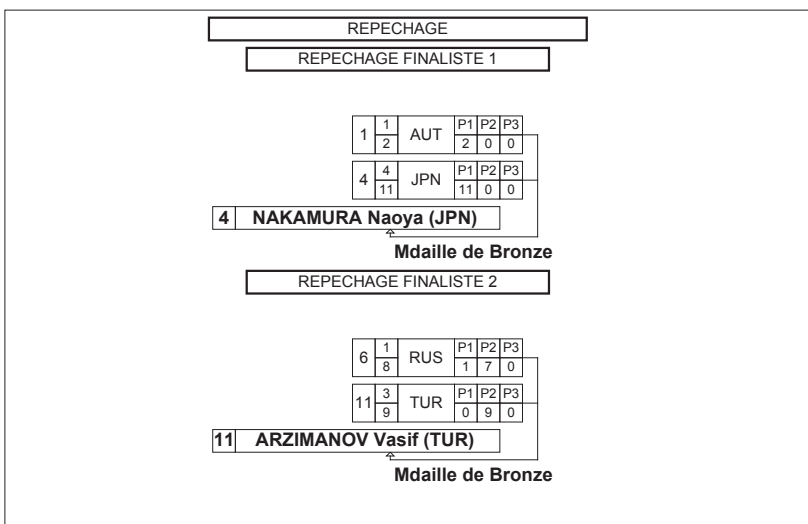 REPECHAGE
REPECHAGE FINALISTE 1
1 1 AUT P1 P2 P3
2 2 0 0
4 4 JPN P1 P2 P3
11 11 0 0
4 NAKAMURA Naoya (JPN)
Mdaille de Bronze
REPECHAGE FINALISTE 2
6 1 RUS P1 P2 P3
8 1 7 0
11 3 TUR P1 P2 P3
9 0 9 0
11 ARZIMANOV Vasif (TUR)
Mdaille de Bronze